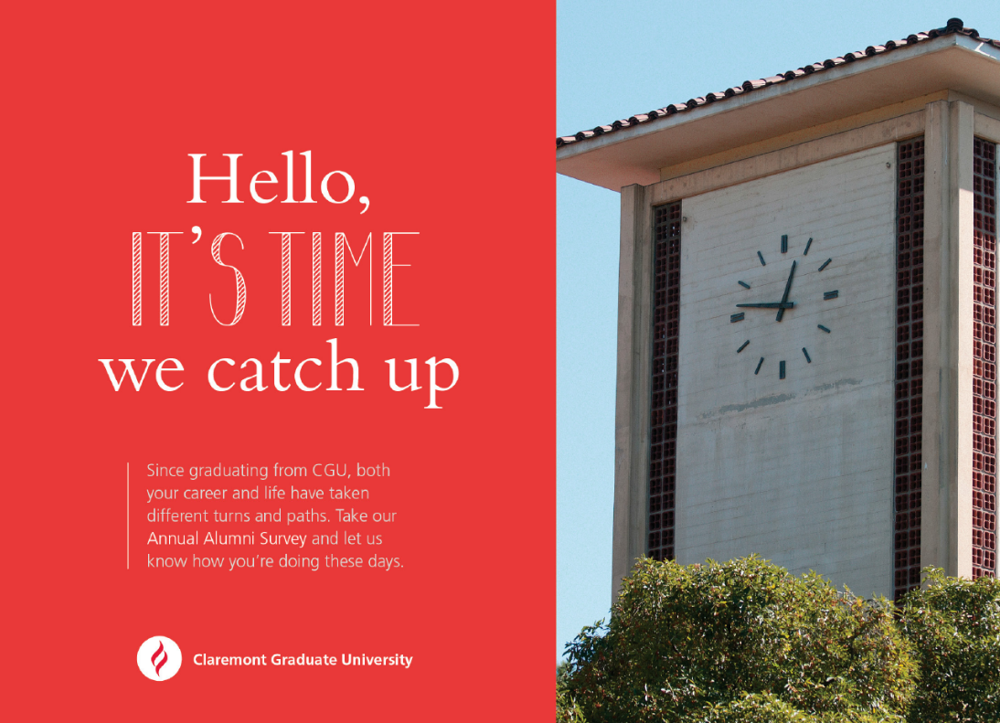 Hello,
IT'S TIME
we catch up
Since graduating from CGU, both
your career and life have taken
different turns and paths. Take our
Annual Alumni Survey and let us
know how you're doing these days.
Claremont Graduate University